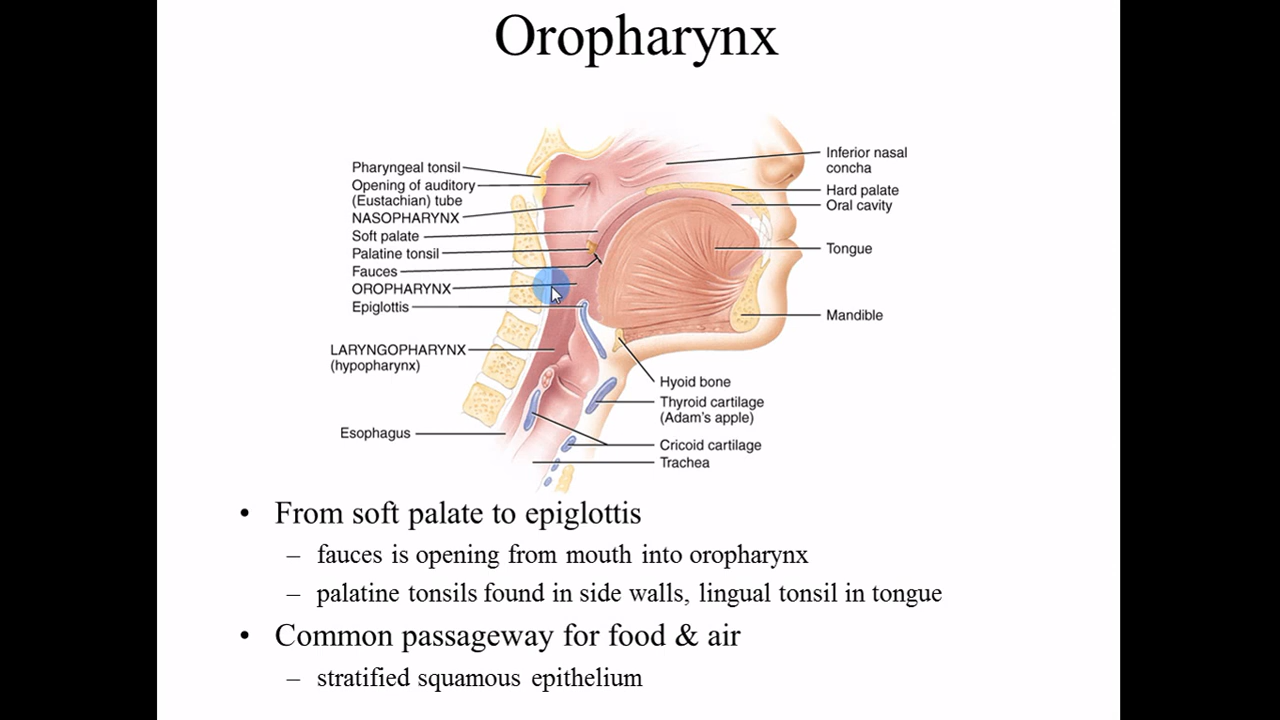 Oropharynx
Pharyngeal tonsil
Opening of auditory
(Eustachian) tube
NASOPHARYNX
Soft palate
Palatine tonsil
Fauces
OROPHARYNX
Epiglottis
LARYNGOPHARYNX
(hypopharynx)
Esophagus
Inferior nasal
concha
Hard palate
Oral cavity
Tongue
Mandible
Hyoid bone
Thyroid cartilage
(Adam's apple)
Cricoid cartilage
Trachea
• From soft palate to epiglottis
– fauces is opening from mouth into oropharynx
– palatine tonsils found in side walls, lingual tonsil in tongue
• Common passageway for food & air
– stratified squamous epithelium